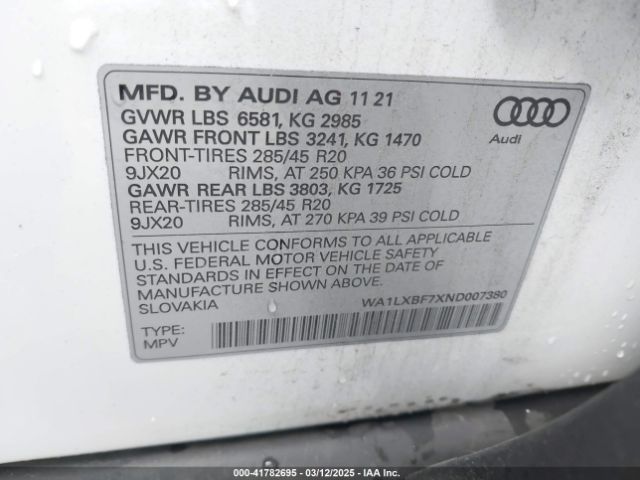 MFD. BY AUDI AG 11 21
GVWR LBS 6581, KG 2985
GAWR FRONT LBS 3241, KG 1470
FRONT-TIRES 285/45 R20
9JX20 RIMS, AT 250 KPA 36 PSI COLD
GAWR REAR LBS 3803, KG 1725
REAR-TIRES 285/45 R20
9JX20 RIMS, AT 270 KPA 39 PSI COLD
Audi
THIS VEHICLE CONFORMS TO ALL APPLICABLE
U.S. FEDERAL MOTOR VEHICLE SAFETY
STANDARDS IN EFFECT ON THE DATE OF
MANUFACTURE SHOWN ABOVE.
SLOVAKIA
WA1LXBF7XND007380
TYPE:
MPV
000-41782695 - 03/12/2025 - IAA Inc.